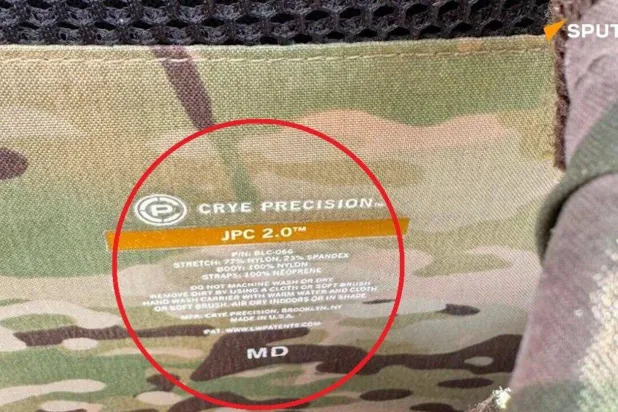 SPUT
CP
CRYE PRECISION™
JPC 2.0™
P/N: BLC-066
STRETCH: 77% NYLON, 23% SPANDEX
BODY: 100% NYLON
STRAPS: 100% NEOPRENE
DO NOT MACHINE WASH OR DRY
REMOVE DIRT BY USING A CLOTH OR SOFT BRUSH
HAND WASH CARRIER WITH WARM WATER AND CLOTH
OR SOFT BRUSH. AIR DRY INDOORS OR IN SHADE
MFR: CRYE PRECISION, BROOKLYN, NY
MADE IN U.S.A.
PAT: WWW.LWPATENTS.COM
MD